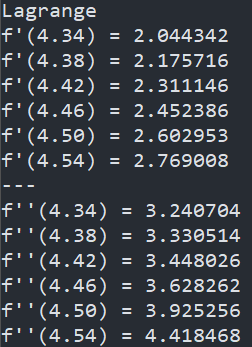 Lagrange
f'(4.34) = 2.044342
f'(4.38) = 2.175716
f'(4.42) = 2.311146
f'(4.46) = 2.452386
f'(4.50) = 2.602953
f'(4.54) = 2.769008
---
f''(4.34) = 3.240704
f''(4.38) = 3.330514
f''(4.42) = 3.448026
f''(4.46) = 3.628262
f''(4.50) = 3.925256
f''(4.54) = 4.418468